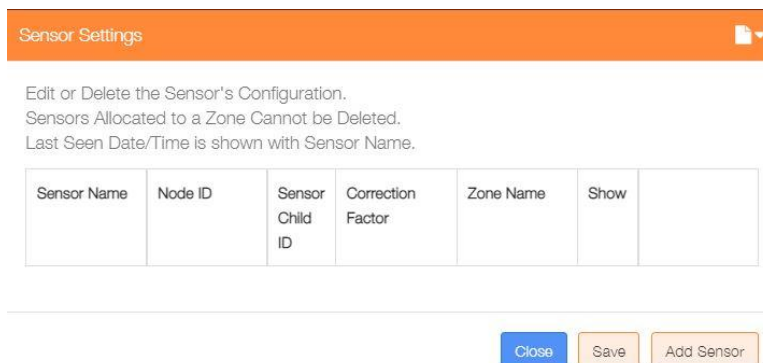 Sensor Settings
Edit or Delete the Sensor's Configuration.
Sensors Allocated to a Zone Cannot be Deleted.
Last Seen Date/Time is shown with Sensor Name.
Sensor Name Node ID Sensor Child ID Correction Factor Zone Name Show
Close Save Add Sensor